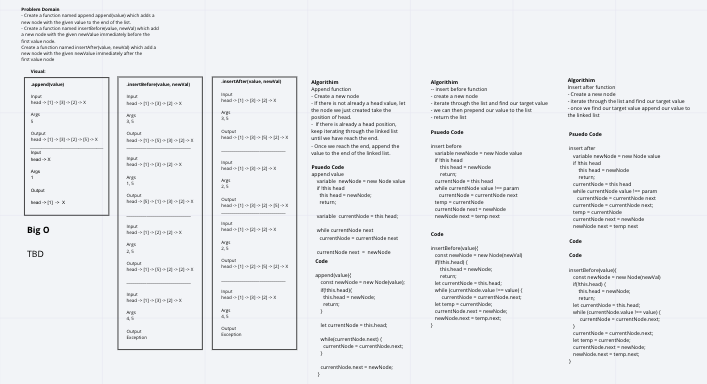 Problem Domain
- Create a function named append append(value) which adds a
new node with the given value to the end of the list.
- Create a function named insertBefore(value, newVal) which add
a new node with the given newValue immediately before the
first value node.
Create a function named insertAfter(value, newVal) which add a
new node with the given newValue immediately after the
first value node
Visual:
.append(value)
Input
head -> [1] -> [3] -> [2] -> X
Args
5
Output
head -> [1] -> [3] -> [2] -> [5] -> X
Input
head -> X
Args
1
Output
head -> [1] -> X
Big O
TBD
.insertBefore(value, newVal)
Input
head -> [1] -> [3] -> [2] -> X
Args
3, 5
Output
head -> [1] -> [5] -> [3] -> [2] -> X
Input
head -> [1] -> [3] -> [2] -> X
Args
1, 5
Output
head -> [5] -> [1] -> [3] -> [2] -> X
Input
head -> [1] -> [2] -> [2] -> X
Args
2, 5
Output
head -> [1] -> [5] -> [2] -> [2] -> X
Input
head -> [1] -> [3] -> [2] -> X
Args
4, 5
Output
Exception
.insertAfter(value, newVal)
Input
head -> [1] -> [3] -> [2] -> X
Args
3, 5
Output
head -> [1] -> [3] -> [5] -> [2] -> X
Input
head -> [1] -> [3] -> [2] -> X
Args
2, 5
Output
head -> [1] -> [3] -> [2] -> [5] -> X
Input
head -> [1] -> [2] -> [2] -> X
Args
2, 5
Output
head -> [1] -> [2] -> [5] -> [2] -> X
Input
head -> [1] -> [3] -> [2] -> X
Args
4, 5
Output
Exception
Algorithim
Append function
- Create a new node
- If there is not already a head value, let
the node we just created take the
position of head.
- If there is already a head position,
keep iterating through the linked list
until we have reach the end.
- Once we reach the end, append the
value to the end of the linked list.
Psuedo Code
append value
variable newNode = new Node value
if !this head
this head = newNode;
return;
variable currentNode = this head;
while currentNode next
currentNode = currentNode next
currentNode next = newNode
Code
append(value){
const newNode = new Node(value);
if(!this.head){
this.head = newNode;
return;
}
let currentNode = this.head;
while(currentNode.next) {
currentNode = currentNode.next;
}
currentNode.next = newNode;
}
Algorithim
-- insert before function
- create a new node
- iterate through the list and find our target value
- we can then prepend our value to the list
- return the list
Psuedo Code
insert before
variable newNode = new Node value
if !this head
this head = newNode
return;
currentNode = this head
while currentNode value !== param
currentNode = currentNode next
temp = currentNode
currentNode = newNode
newNode next = temp next
Code
insertBefore(value){
const newNode = new Node(newVal)
if(!this.head) {
this.head = newNode;
return;
let currentNode = this.head;
while (currentNode.value !== value) {
currentNode = currentNode.next;
let temp = currentNode;
currentNode.next = newNode;
newNode.next = temp.next;
}
Algorithim
Insert after function
- Create a new node
- iterate through the list and find our target value
- once we find our target value append out value to
the linked list
Psuedo Code
insert after
variable newNode = new Node value
if !this head
this head = newNode
return;
currentNode = this head
while currentNode value !== param
currentNode = currentNode next
currentNode = currentNode.next;
temp = currentNode
currentNode = newNode
newNode next = temp next
Code
Code
insertBefore(value){
const newNode = new Node(newVal)
if(!this.head) {
this.head = newNode;
return;
let currentNode = this.head;
while (currentNode.value !== value) {
currentNode = currentNode.next;
}
currentNode = currentNode.next;
let temp = currentNode;
currentNode.next = newNode;
newNode.next = temp.next;
}